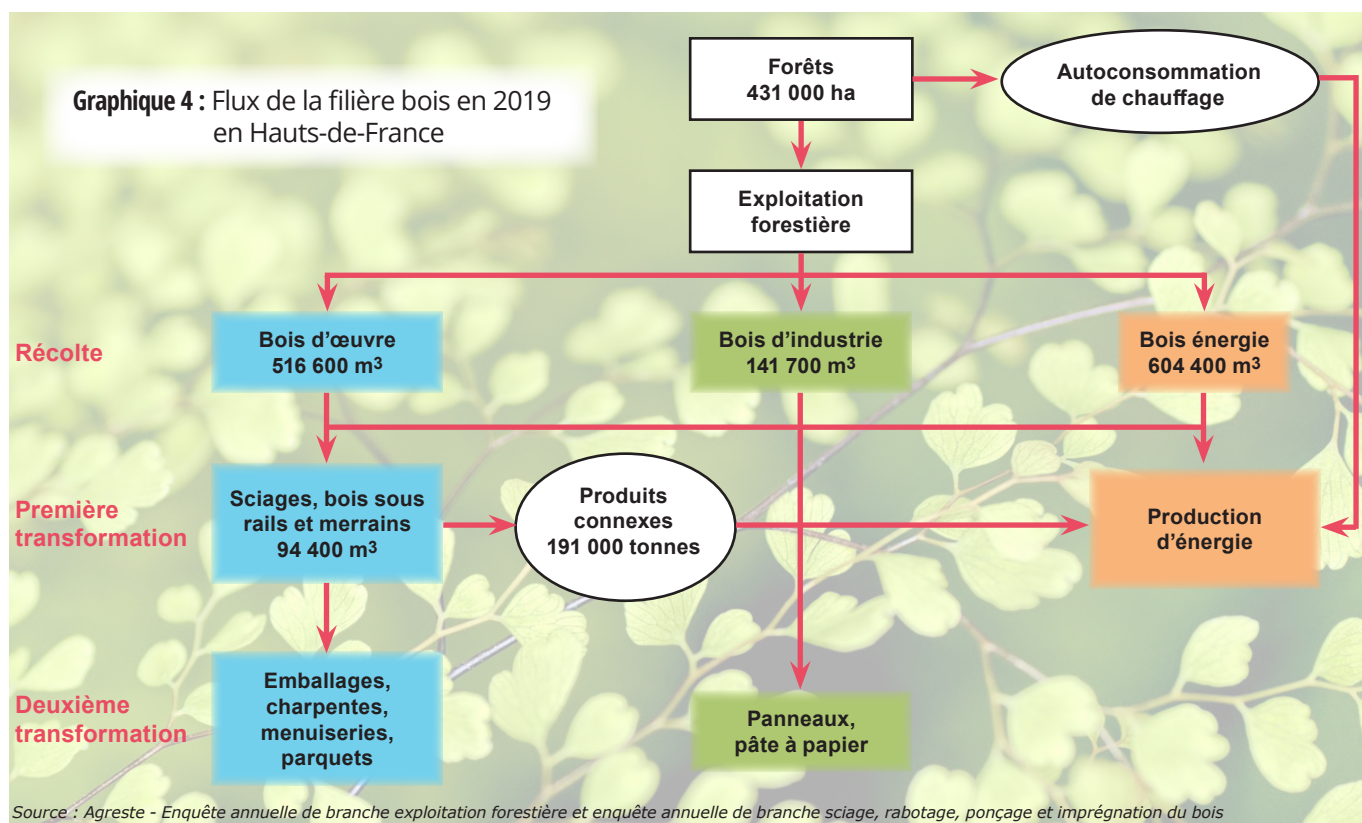 Graphique 4 : Flux de la filière bois en 2019
en Hauts-de-France
Forêts
431 000 ha
Autoconsommation
de chauffage
Exploitation
forestière
Récolte
Bois d'œuvre
516 600 m³
Bois d'industrie
141 700 m³
Bois énergie
604 400 m³
Première
transformation
Sciages, bois sous
rails et merrains
94 400 m³
Produits
connexes
191 000 tonnes
Production
d'énergie
Deuxième
transformation
Emballages,
charpentes,
menuiseries,
parquets
Panneaux,
pâte à papier
Source : Agreste - Enquête annuelle de branche exploitation forestière et enquête annuelle de branche sciage, rabotage, ponçage et imprégnation du bois